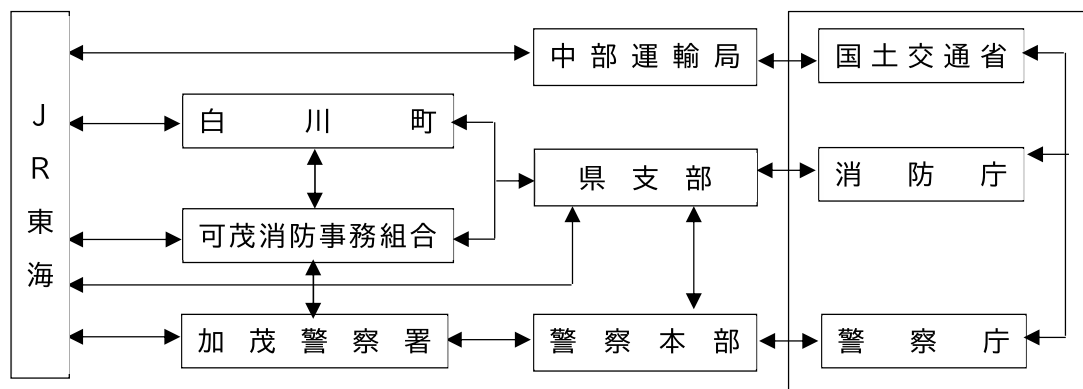 JR東海
中部運輸局
国土交通省
白川町
県支部
消防庁
可茂消防事務組合
加茂警察署
警察本部
警察庁